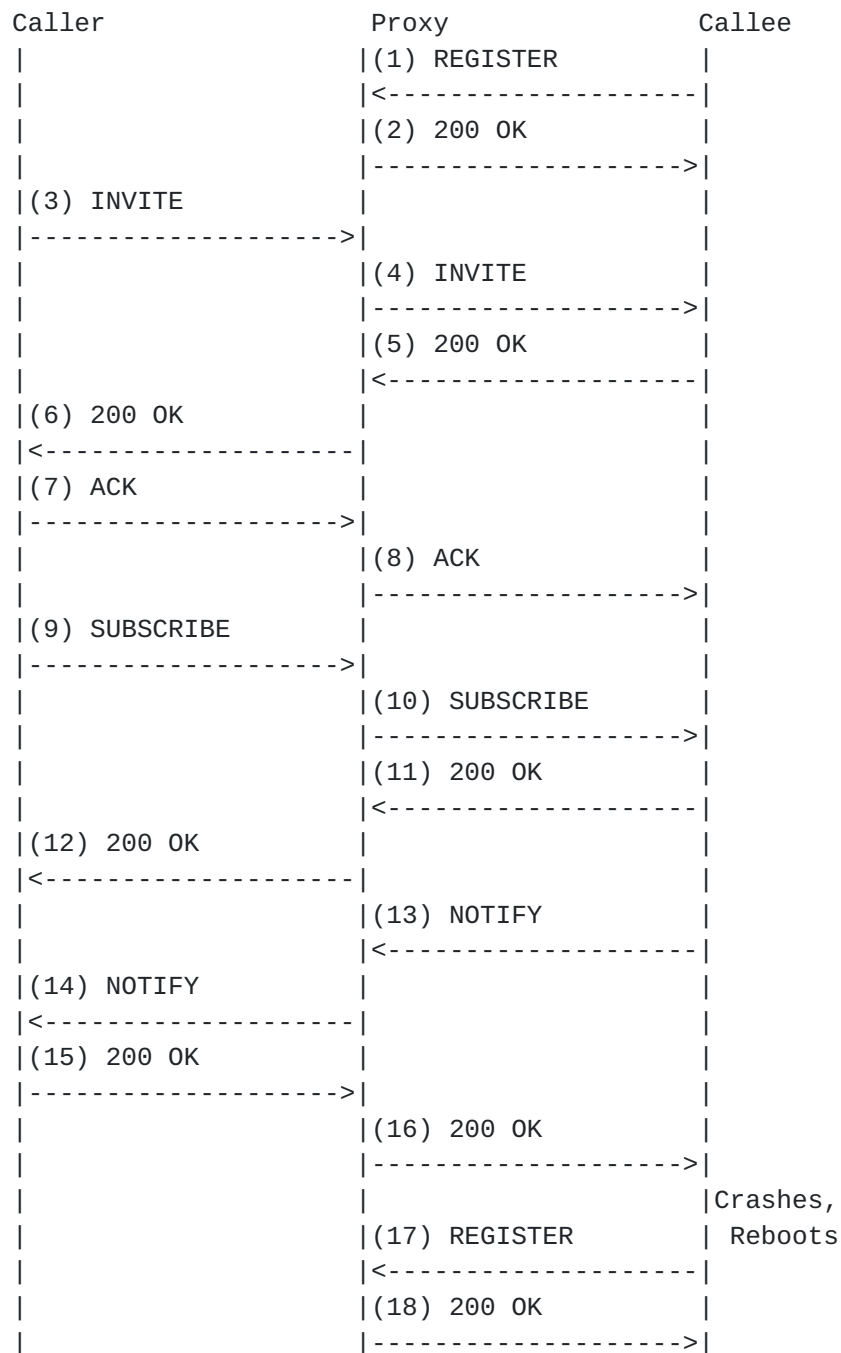 Caller                 Proxy                Callee
|                      |(1) REGISTER         |
|                      |<--------------------|
|                      |(2) 200 OK           |
|                      |-------------------->|
|(3) INVITE            |                     |
|--------------------->|                     |
|                      |(4) INVITE           |
|                      |-------------------->|
|                      |(5) 200 OK           |
|                      |<--------------------|
|(6) 200 OK            |                     |
|<---------------------|                     |
|(7) ACK               |                     |
|--------------------->|                     |
|                      |(8) ACK              |
|                      |-------------------->|
|(9) SUBSCRIBE         |                     |
|--------------------->|                     |
|                      |(10) SUBSCRIBE       |
|                      |-------------------->|
|                      |(11) 200 OK          |
|                      |<--------------------|
|(12) 200 OK           |                     |
|<---------------------|                     |
|                      |(13) NOTIFY          |
|                      |<--------------------|
|(14) NOTIFY           |                     |
|<---------------------|                     |
|(15) 200 OK           |                     |
|--------------------->|                     |
|                      |(16) 200 OK          |
|                      |-------------------->|
|                      |                     |Crashes,
|                      |(17) REGISTER        | Reboots
|                      |<--------------------|
|                      |(18) 200 OK          |
|                      |-------------------->|